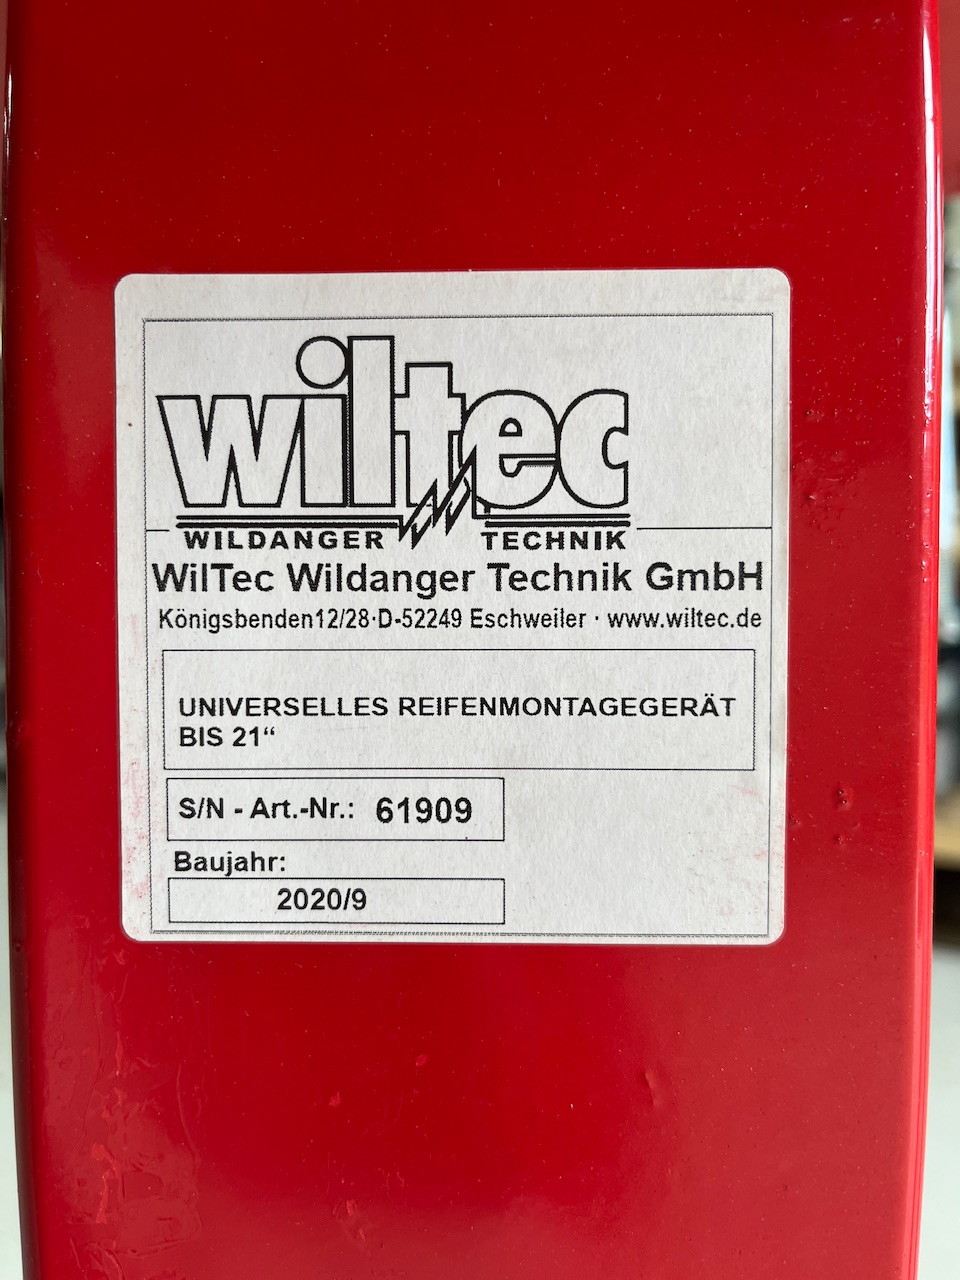 wiltec
WILDANGER TECHNIK
WilTec Wildanger Technik GmbH
Königsbenden12/28·D-52249 Eschweiler · www.wiltec.de
UNIVERSELLES REIFENMONTAGEGERÄT
BIS 21“
S/N - Art.-Nr.: 61909
Baujahr:
2020/9